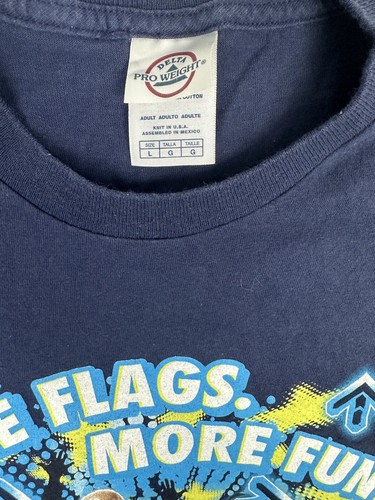 DELTA
PRO WEIGHT®
COTTON
ADULT ADULTO ADULTE
KNIT IN U.S.A.
ASSEMBLED IN MEXICO
SIZE TALLA TAILLE
L G G
FLAGS.
MORE FUN